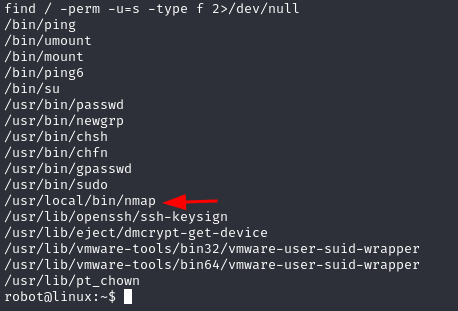 find / -perm -u=s -type f 2>/dev/null
/bin/ping
/bin/umount
/bin/mount
/bin/ping6
/bin/su
/usr/bin/passwd
/usr/bin/newgrp
/usr/bin/chsh
/usr/bin/chfn
/usr/bin/gpasswd
/usr/bin/sudo
/usr/local/bin/nmap
/usr/lib/openssh/ssh-keysign
/usr/lib/eject/dmcrypt-get-device
/usr/lib/vmware-tools/bin32/vmware-user-suid-wrapper
/usr/lib/vmware-tools/bin64/vmware-user-suid-wrapper
/usr/lib/pt_chown
robot@linux:~$